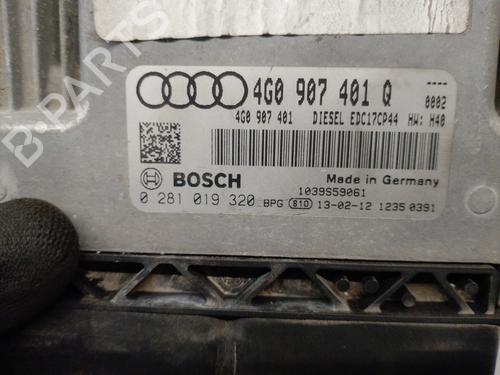 4G0 907 401 Q ----
0002
4G0 907 401 DIESEL EDC17CP44 HW: H40
BOSCH
Made in Germany
1039S59061
0 281 019 320 BPG 810 13-02-12 1235 0391
B-Parts